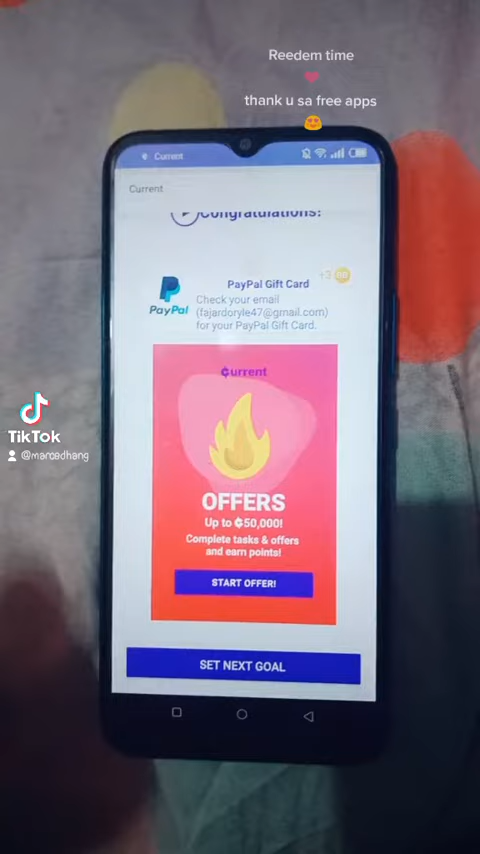 Reedem time
❤
thank u sa free apps
😍
Current
Current
Congratulations!
+3
PayPal
PayPal Gift Card
Check your email
(fajardoryle47@gmail.com)
for your PayPal Gift Card.
¢urrent
OFFERS
Up to ¢50,000!
Complete tasks & offers
and earn points!
START OFFER!
SET NEXT GOAL
TikTok
@marcedhang